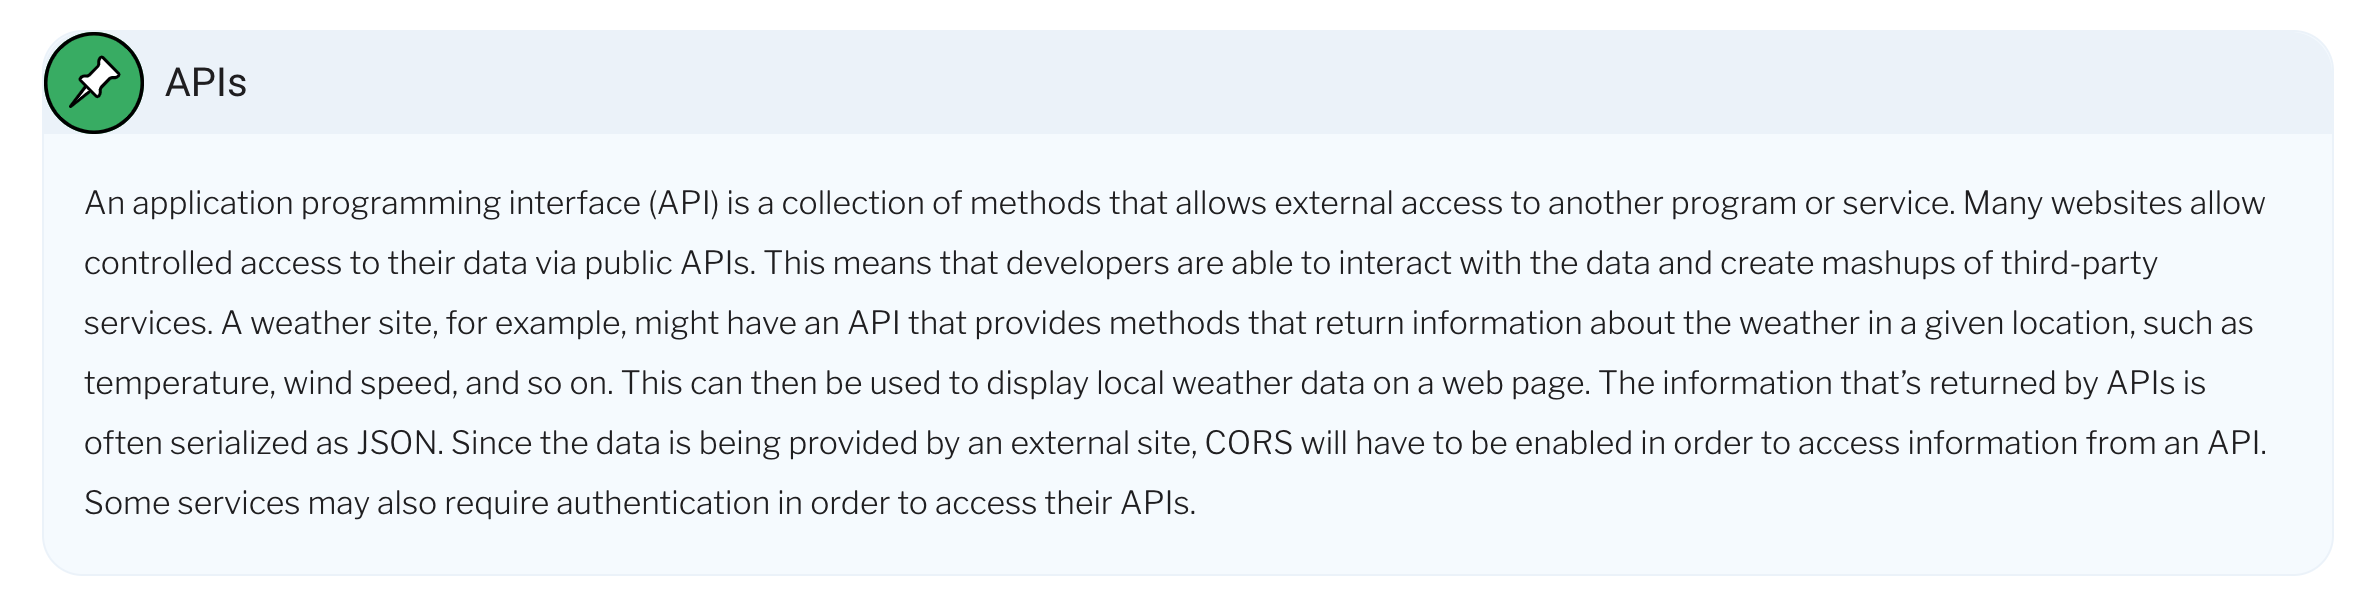 APIs
An application programming interface (API) is a collection of methods that allows external access to another program or service. Many websites allow
controlled access to their data via public APIs. This means that developers are able to interact with the data and create mashups of third-party
services. A weather site, for example, might have an API that provides methods that return information about the weather in a given location, such as
temperature, wind speed, and so on. This can then be used to display local weather data on a web page. The information that’s returned by APIs is
often serialized as JSON. Since the data is being provided by an external site, CORS will have to be enabled in order to access information from an API.
Some services may also require authentication in order to access their APIs.